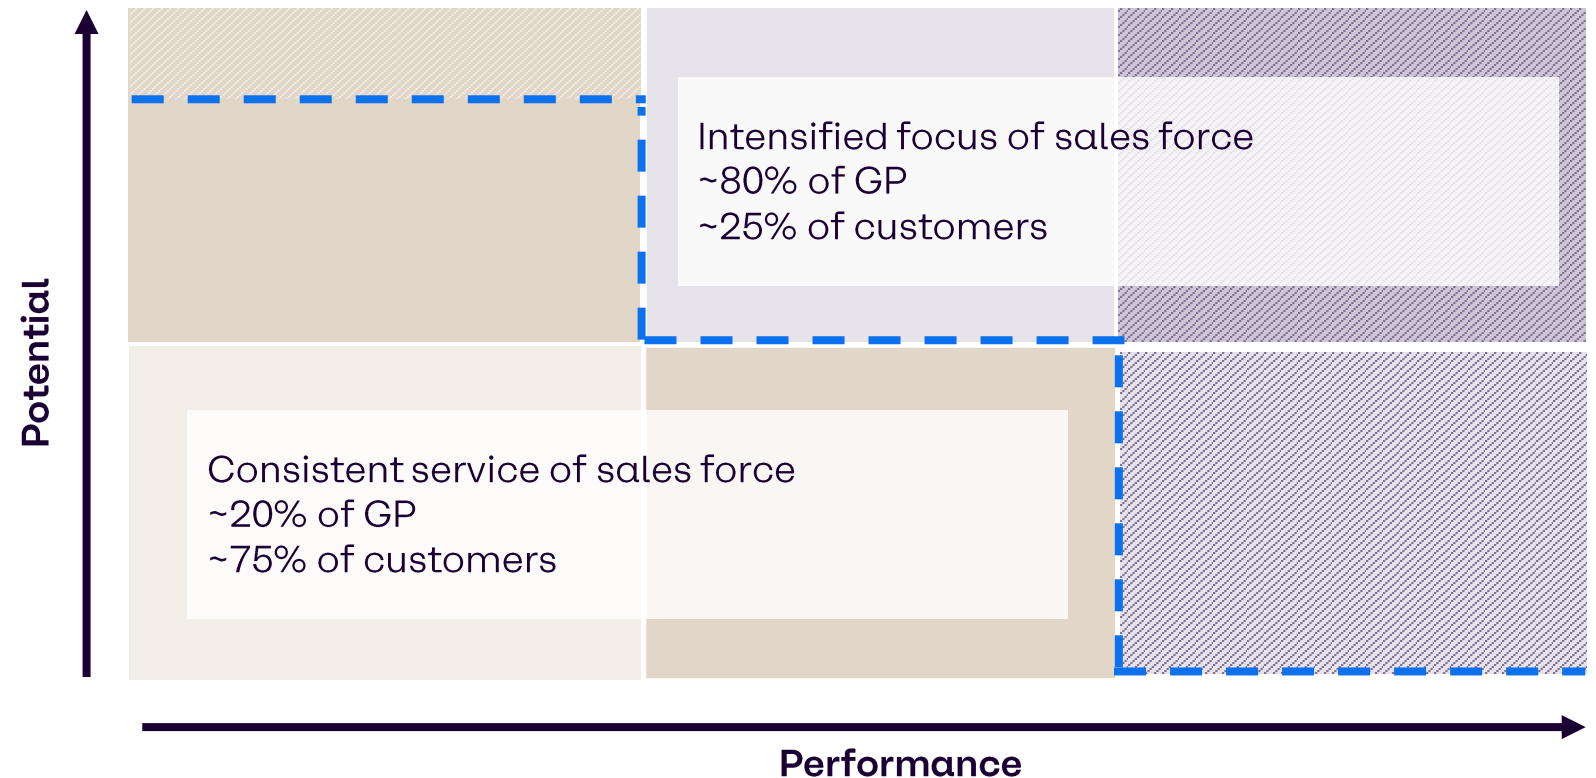 Intensified focus of sales force
~80% of GP
~25% of customers
Potential
Consistent service of sales force
~20% of GP
~75% of customers
Performance